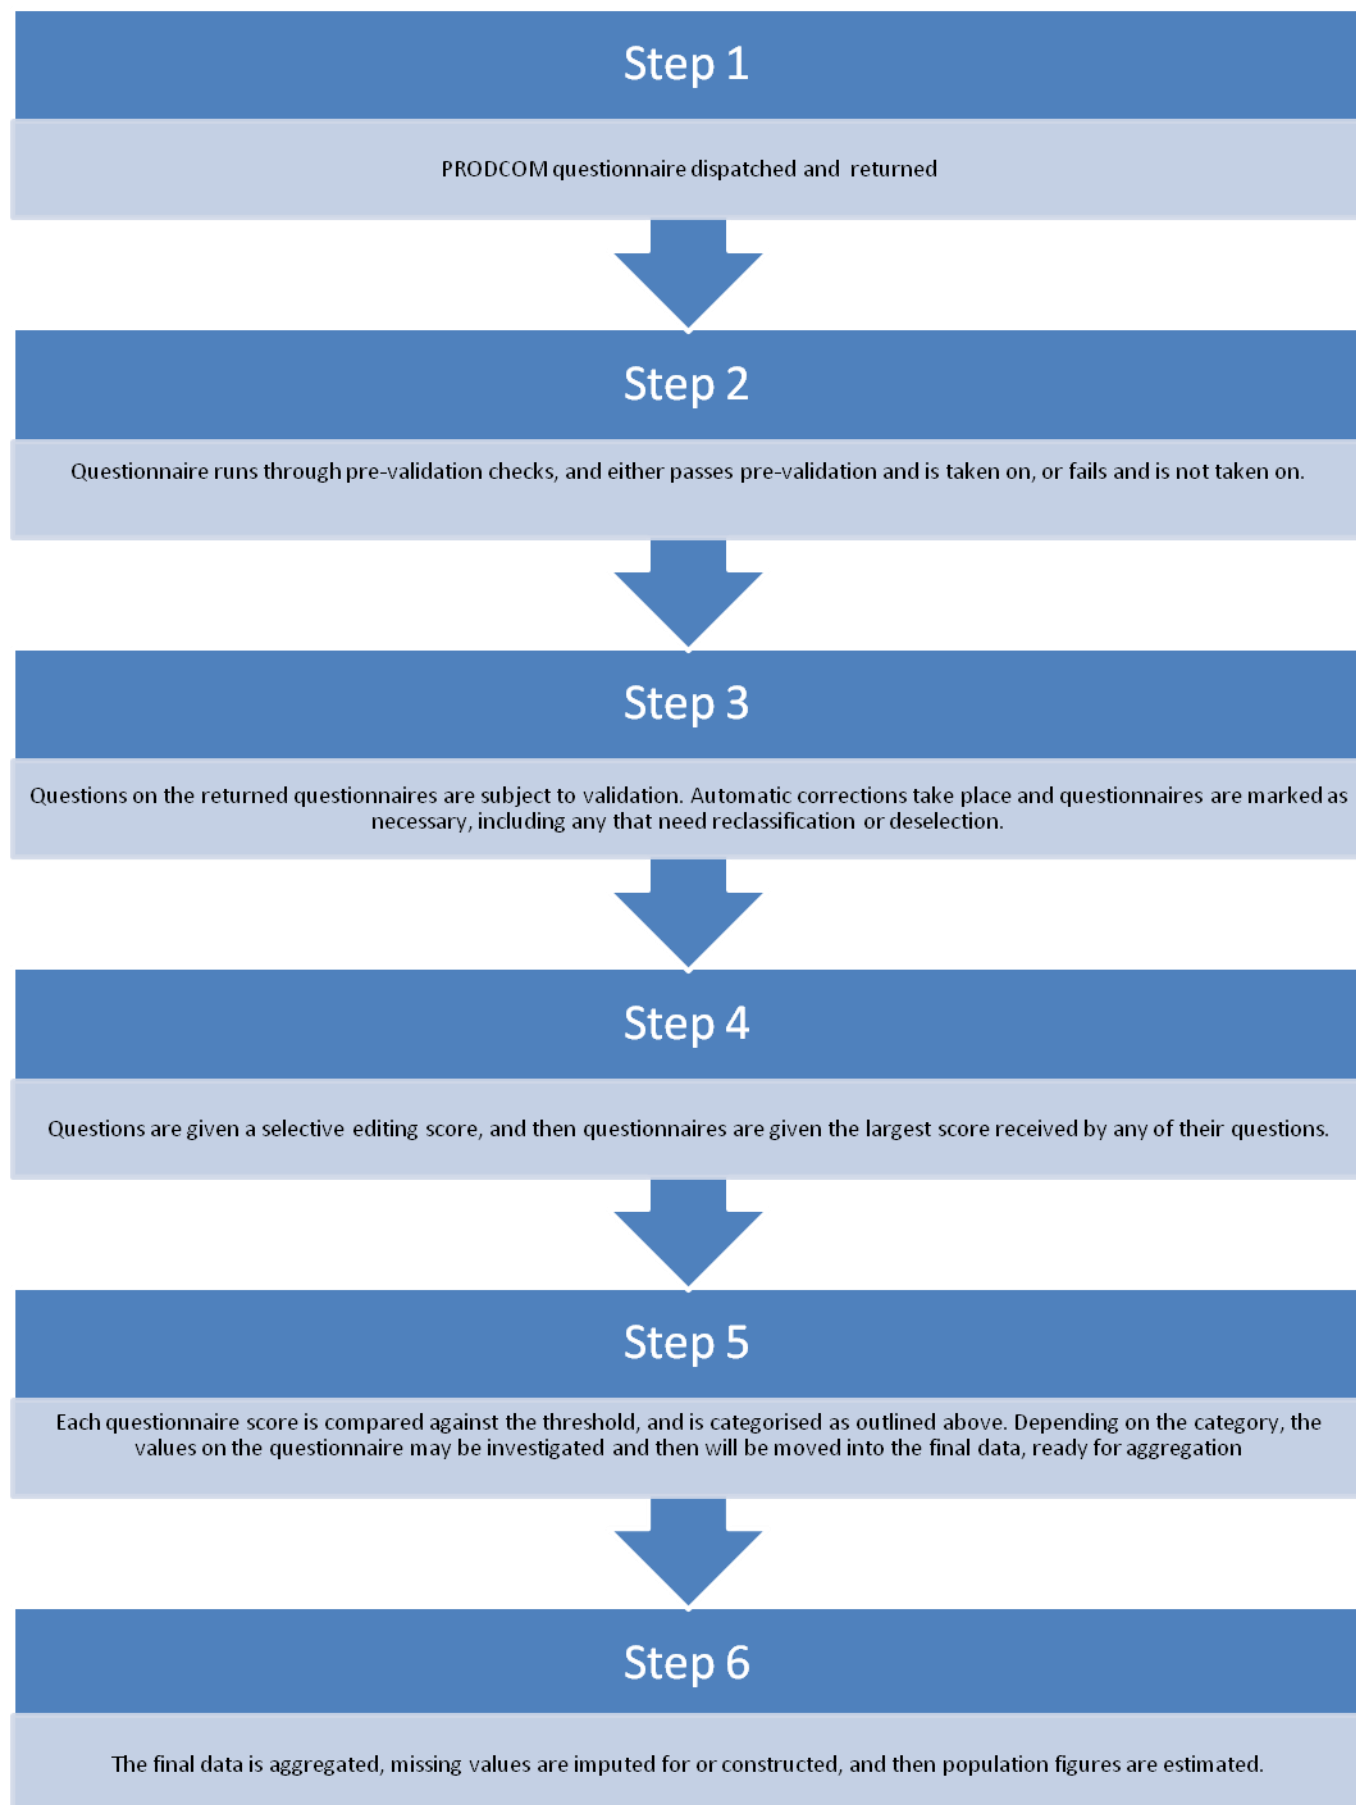 Step 1
PRODCOM questionnaire dispatched and returned
Step 2
Questionnaire runs through pre-validation checks, and either passes pre-validation and is taken on, or fails and is not taken on.
Step 3
Questions on the returned questionnaires are subject to validation. Automatic corrections take place and questionnaires are marked as
necessary, including any that need reclassification or deselection.
Step 4
Questions are given a selective editing score, and then questionnaires are given the largest score received by any of their questions.
Step 5
Each questionnaire score is compared against the threshold, and is categorised as outlined above. Depending on the category, the
values on the questionnaire may be investigated and then will be moved into the final data, ready for aggregation
Step 6
The final data is aggregated, missing values are imputed for or constructed, and then population figures are estimated.